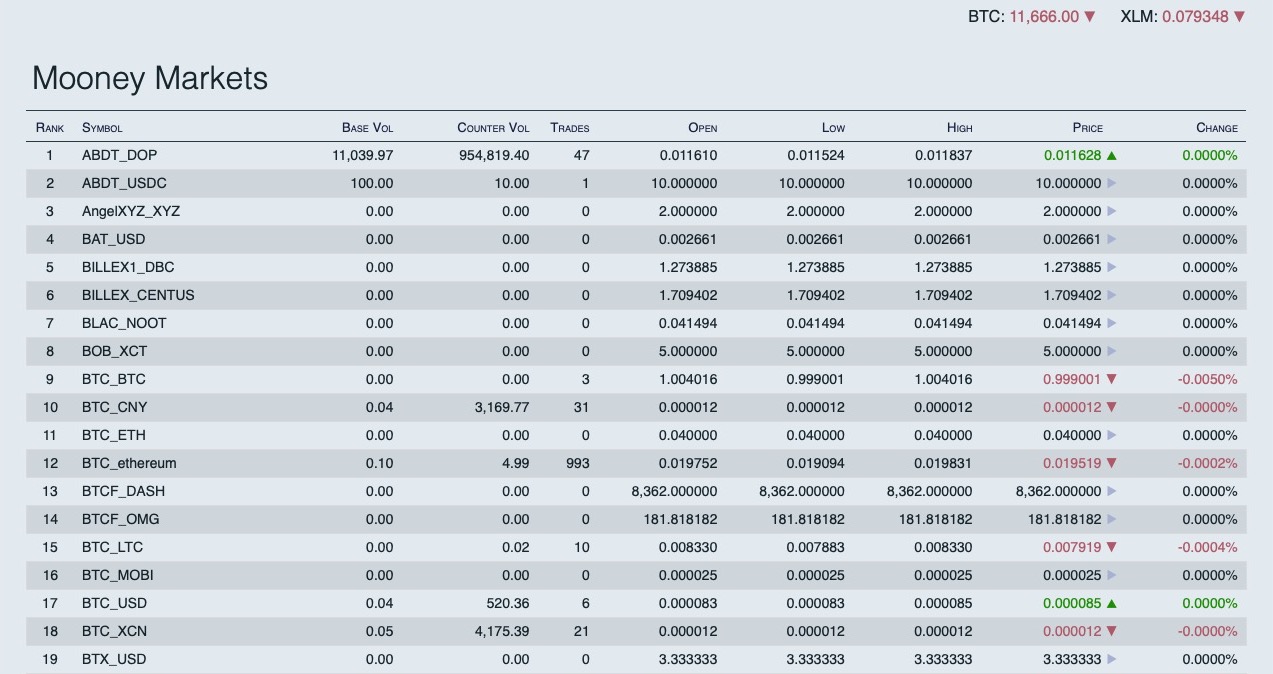 BTC: 11,666.00 ▼ XLM: 0.079348 ▼
Mooney Markets
Rank Symbol Base Vol Counter Vol Trades Open Low High Price Change
1 ABDT_DOP 11,039.97 954,819.40 47 0.011610 0.011524 0.011837 0.011628 ▲ 0.0000%
2 ABDT_USDC 100.00 10.00 1 10.000000 10.000000 10.000000 10.000000 ▶ 0.0000%
3 AngelXYZ_XYZ 0.00 0.00 0 2.000000 2.000000 2.000000 2.000000 ▶ 0.0000%
4 BAT_USD 0.00 0.00 0 0.002661 0.002661 0.002661 0.002661 ▶ 0.0000%
5 BILLEX1_DBC 0.00 0.00 0 1.273885 1.273885 1.273885 1.273885 ▶ 0.0000%
6 BILLEX_CENTUS 0.00 0.00 0 1.709402 1.709402 1.709402 1.709402 ▶ 0.0000%
7 BLAC_NOOT 0.00 0.00 0 0.041494 0.041494 0.041494 0.041494 ▶ 0.0000%
8 BOB_XCT 0.00 0.00 0 5.000000 5.000000 5.000000 5.000000 ▶ 0.0000%
9 BTC_BTC 0.00 0.00 3 1.004016 0.999001 1.004016 0.999001 ▼ -0.0050%
10 BTC_CNY 0.04 3,169.77 31 0.000012 0.000012 0.000012 0.000012 ▼ -0.0000%
11 BTC_ETH 0.00 0.00 0 0.040000 0.040000 0.040000 0.040000 ▶ 0.0000%
12 BTC_ethereum 0.10 4.99 993 0.019752 0.019094 0.019831 0.019519 ▼ -0.0002%
13 BTCF_DASH 0.00 0.00 0 8,362.000000 8,362.000000 8,362.000000 8,362.000000 ▶ 0.0000%
14 BTCF_OMG 0.00 0.00 0 181.818182 181.818182 181.818182 181.818182 ▶ 0.0000%
15 BTC_LTC 0.00 0.02 10 0.008330 0.007883 0.008330 0.007919 ▼ -0.0004%
16 BTC_MOBI 0.00 0.00 0 0.000025 0.000025 0.000025 0.000025 ▶ 0.0000%
17 BTC_USD 0.04 520.36 6 0.000083 0.000083 0.000085 0.000085 ▲ 0.0000%
18 BTC_XCN 0.05 4,175.39 21 0.000012 0.000012 0.000012 0.000012 ▼ -0.0000%
19 BTX_USD 0.00 0.00 0 3.333333 3.333333 3.333333 3.333333 ▶ 0.0000%